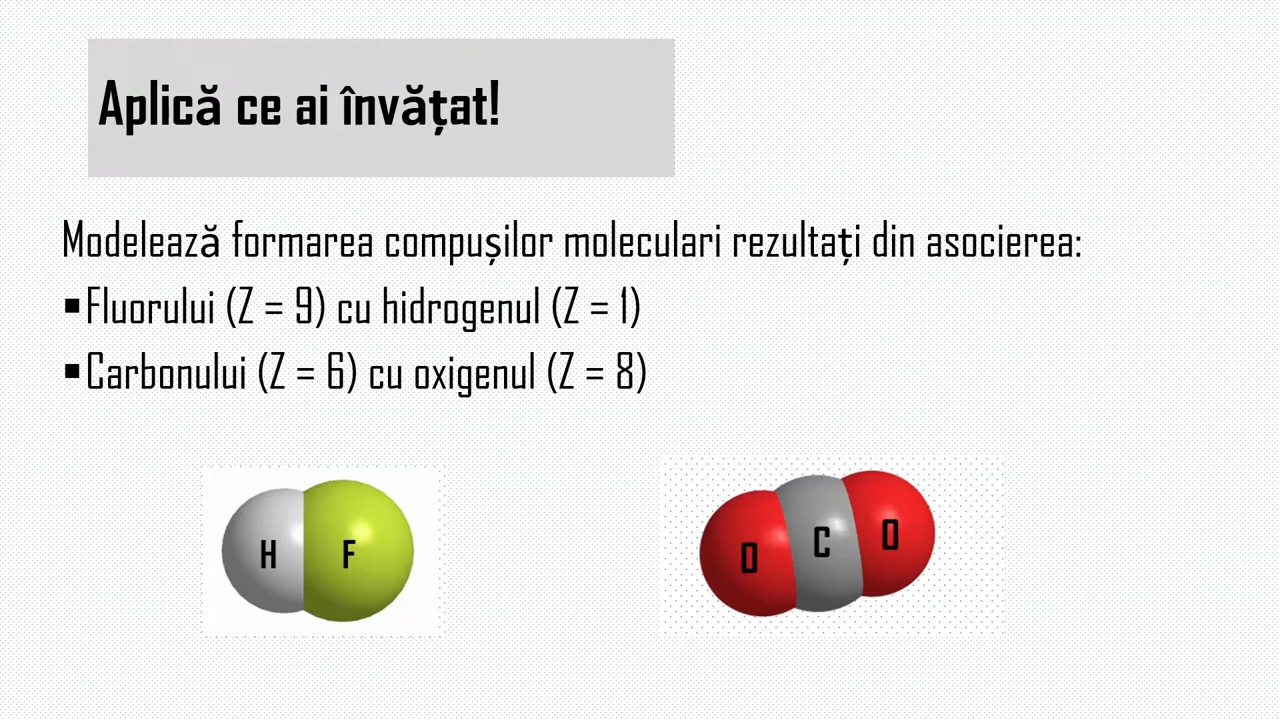 Aplică ce ai învățat!
Modelează formarea compușilor moleculari rezultați din asocierea:
▪Fluorului (Z = 9) cu hidrogenul (Z = 1)
▪Carbonului (Z = 6) cu oxigenul (Z = 8)
H F
O C O